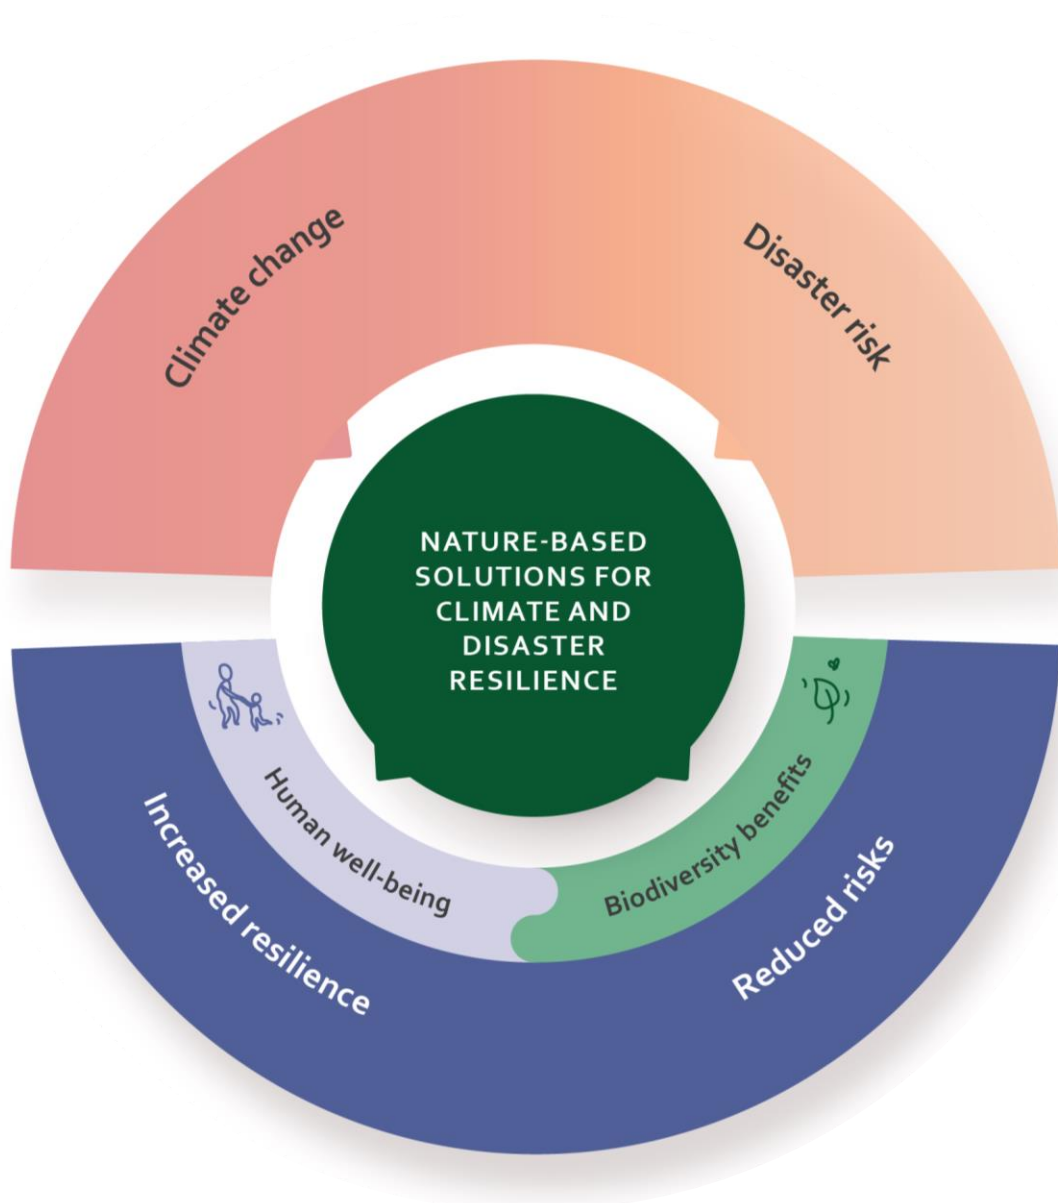 Climate change
Disaster risk
NATURE-BASED
SOLUTIONS FOR
CLIMATE AND
DISASTER
RESILIENCE
Human well-being
Biodiversity benefits
Increased resilience
Reduced risks